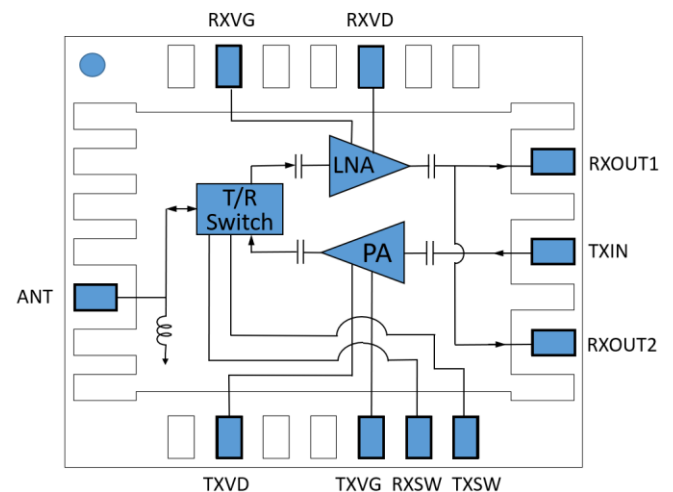 RXVG
RXVD
LNA
RXOUT1
T/R
Switch
PA
TXIN
ANT
RXOUT2
TXVD
TXVG
RXSW
TXSW